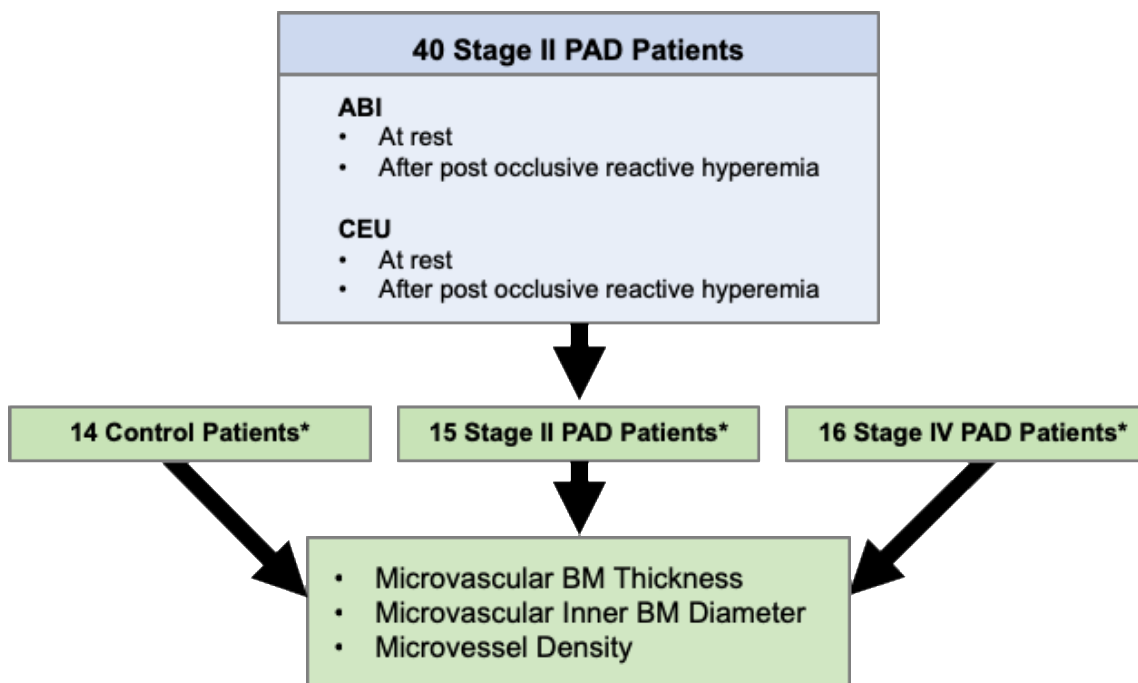 40 Stage II PAD Patients
ABI
• At rest
• After post occlusive reactive hyperemia
CEU
• At rest
• After post occlusive reactive hyperemia
14 Control Patients*
15 Stage II PAD Patients*
16 Stage IV PAD Patients*
• Microvascular BM Thickness
• Microvascular Inner BM Diameter
• Microvessel Density